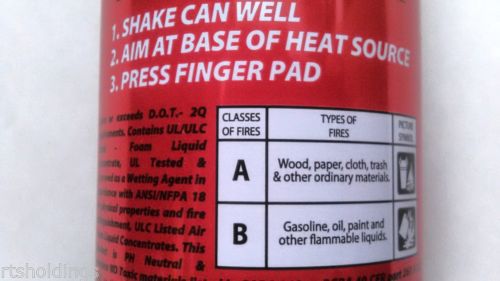 1. SHAKE CAN WELL
2. AIM AT BASE OF HEAT SOURCE
3. PRESS FINGER PAD
or exceeds D.O.T.- 2Q
Contains UL/ULC
- Foam Liquid
UL Tested &
as a Wetting Agent in
with ANSI/NFPA 18
physical properties and fire
ULC Listed Air
Liquid Concentrates. This
is PH Neutral &
CLASSES
OF FIRES
TYPES OF
FIRES
PICTURE
SYMBOL
A
Wood, paper, cloth, trash
& other ordinary materials.
B
Gasoline, oil, paint and
other flammable liquids.
rtsholdings